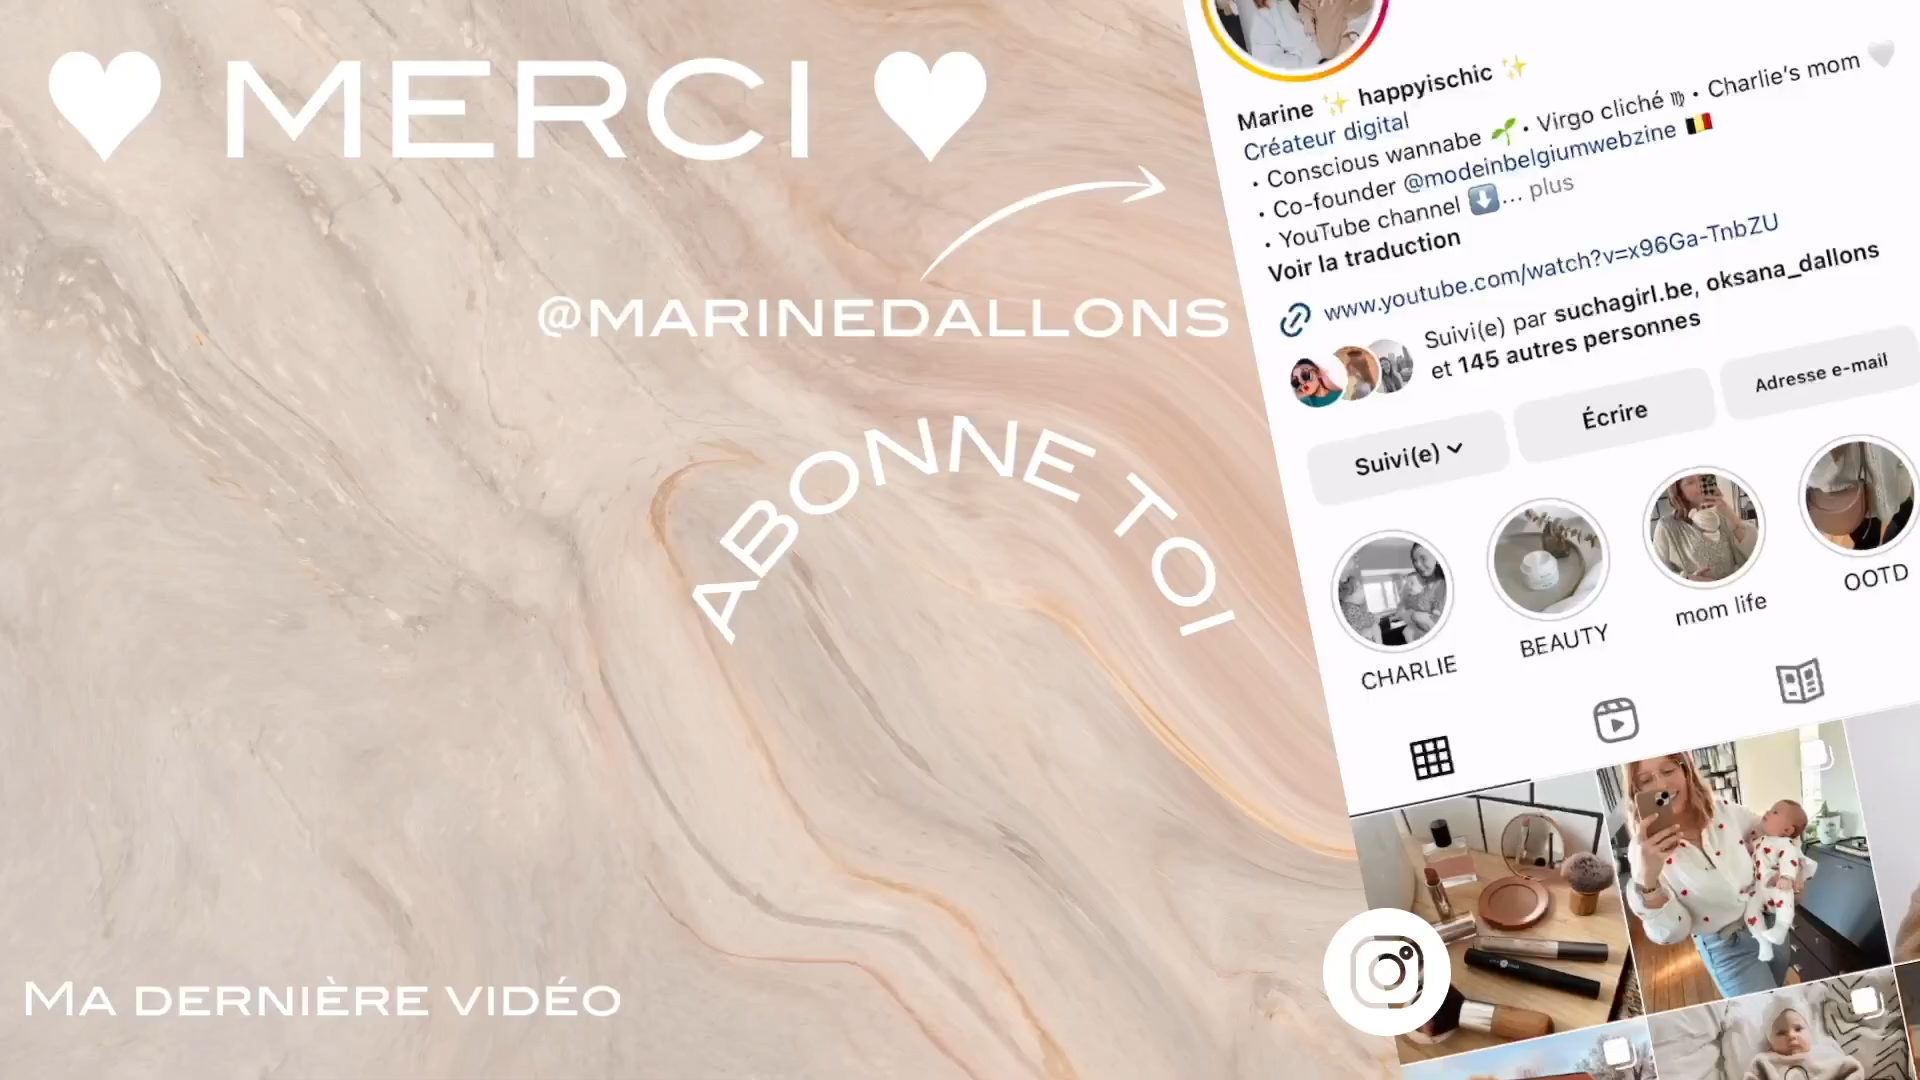 ♥ MERCI ♥
@MARINEDALLONS
ABONNE TOI
MA DERNIÈRE VIDÉO
Marine ✨ happyischic ✨
Créateur digital
• Conscious wannabe 🌱 • Virgo cliché ♍ • Charlie's mom 🤍
• Co-founder @modeinbelgiumwebzine 🇧🇪
• YouTube channel ⬇️... plus
Voir la traduction
www.youtube.com/watch?v=x96Ga-TnbZU
Suivi(e) par suchagirl.be, oksana_dallons
et 145 autres personnes
Suivi(e)
Écrire
Adresse e-mail
CHARLIE
BEAUTY
mom life
OOTD